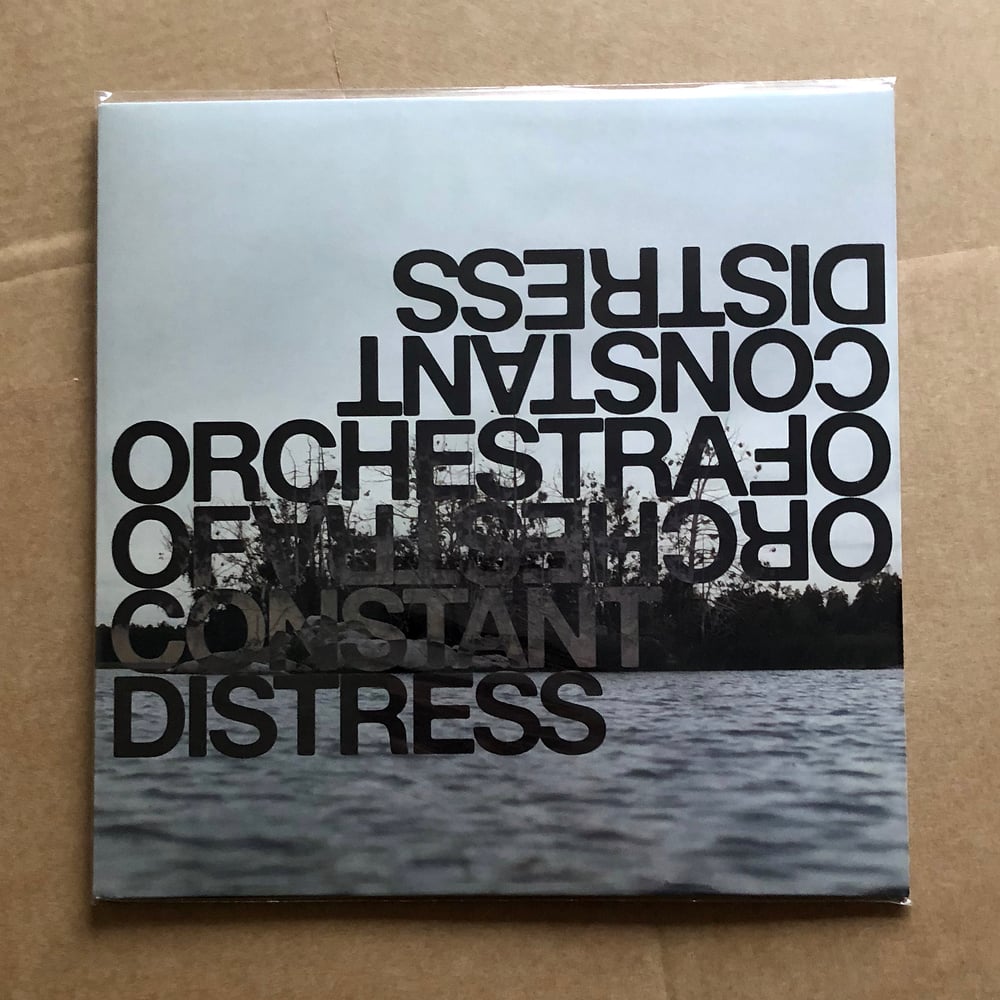 ORCHESTRA
OF
CONSTANT
DISTRESS
ORCHESTRA
OF
CONSTANT
DISTRESS